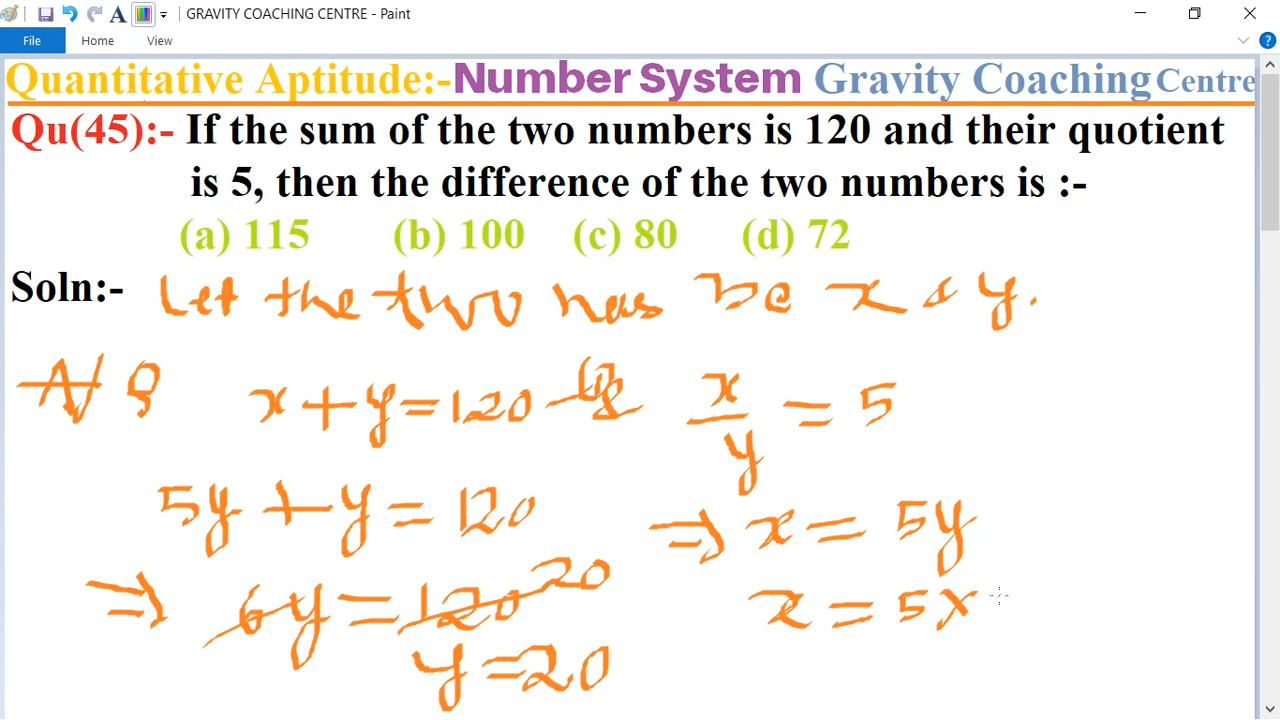 GRAVITY COACHING CENTRE - Paint
File Home View
Quantitative Aptitude:-Number System Gravity Coaching Centre
Qu(45):- If the sum of the two numbers is 120 and their quotient
is 5, then the difference of the two numbers is :-
(a) 115 (b) 100 (c) 80 (d) 72
Soln:- Let the two nos be x & y.
A/Q x+y=120 x/y = 5
5y+y=120 ⇒ x = 5y
⇒ 6y=120 20 x = 5x
y=20